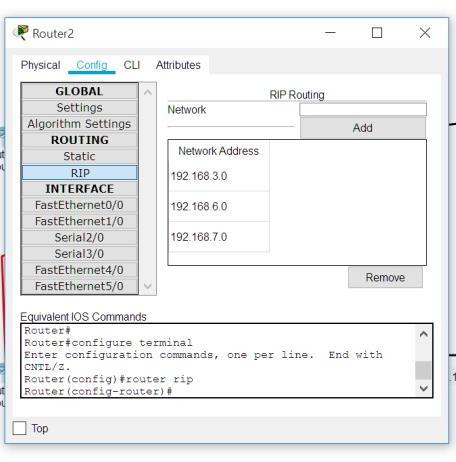 Router2
Physical Config CLI Attributes
GLOBAL
Settings
Algorithm Settings
ROUTING
Static
RIP
INTERFACE
FastEthernet0/0
FastEthernet1/0
Serial2/0
Serial3/0
FastEthernet4/0
FastEthernet5/0
RIP Routing
Network
Add
Network Address
192.168.3.0
192.168.6.0
192.168.7.0
Remove
Equivalent IOS Commands
Router#
Router#configure terminal
Enter configuration commands, one per line. End with
CNTL/Z.
Router(config)#router rip
Router(config-router)#
Top